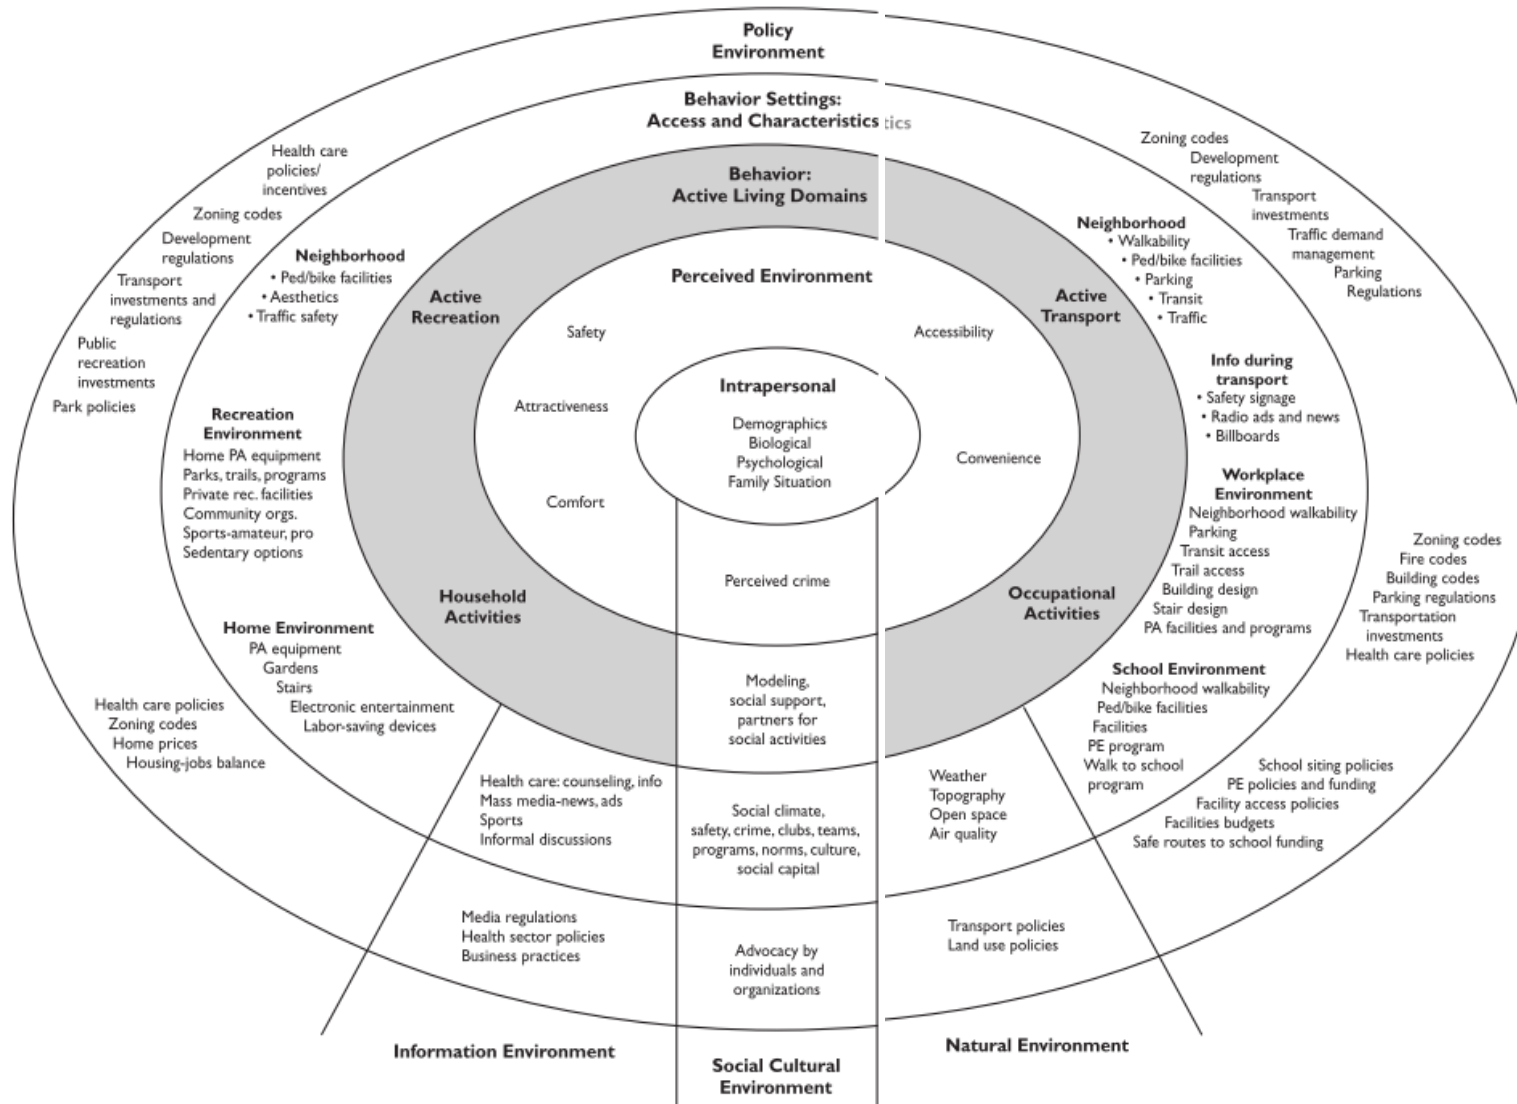 Policy
Environment
Behavior Settings:
Access and Characteristics tics
Behavior:
Active Living Domains
Perceived Environment
Intrapersonal
Demographics
Biological
Psychological
Family Situation
Safety
Attractiveness
Comfort
Accessibility
Convenience
Perceived crime
Active
Recreation
Active
Transport
Household
Activities
Occupational
Activities
Modeling,
social support,
partners for
social activities
Health care
policies/
incentives
Zoning codes
Development
regulations
Transport
investments and
regulations
Public
recreation
investments
Park policies
Neighborhood
• Ped/bike facilities
• Aesthetics
• Traffic safety
Recreation
Environment
Home PA equipment
Parks, trails, programs
Private rec. facilities
Community orgs.
Sports-amateur, pro
Sedentary options
Home Environment
PA equipment
Gardens
Stairs
Electronic entertainment
Labor-saving devices
Health care policies
Zoning codes
Home prices
Housing-jobs balance
Zoning codes
Development
regulations
Transport
investments
Traffic demand
management
Parking
Regulations
Neighborhood
• Walkability
• Ped/bike facilities
• Parking
• Transit
• Traffic
Info during
transport
• Safety signage
• Radio ads and news
• Billboards
Workplace
Environment
Neighborhood walkability
Parking
Transit access
Trail access
Building design
Stair design
PA facilities and programs
Zoning codes
Fire codes
Building codes
Parking regulations
Transportation
investments
Health care policies
School Environment
Neighborhood walkability
Ped/bike facilities
Facilities
PE program
Walk to school
program
School siting policies
PE policies and funding
Facility access policies
Facilities budgets
Safe routes to school funding
Health care: counseling, info
Mass media-news, ads
Sports
Informal discussions
Social climate,
safety, crime, clubs, teams,
programs, norms, culture,
social capital
Weather
Topography
Open space
Air quality
Media regulations
Health sector policies
Business practices
Advocacy by
individuals and
organizations
Transport policies
Land use policies
Information Environment
Social Cultural
Environment
Natural Environment